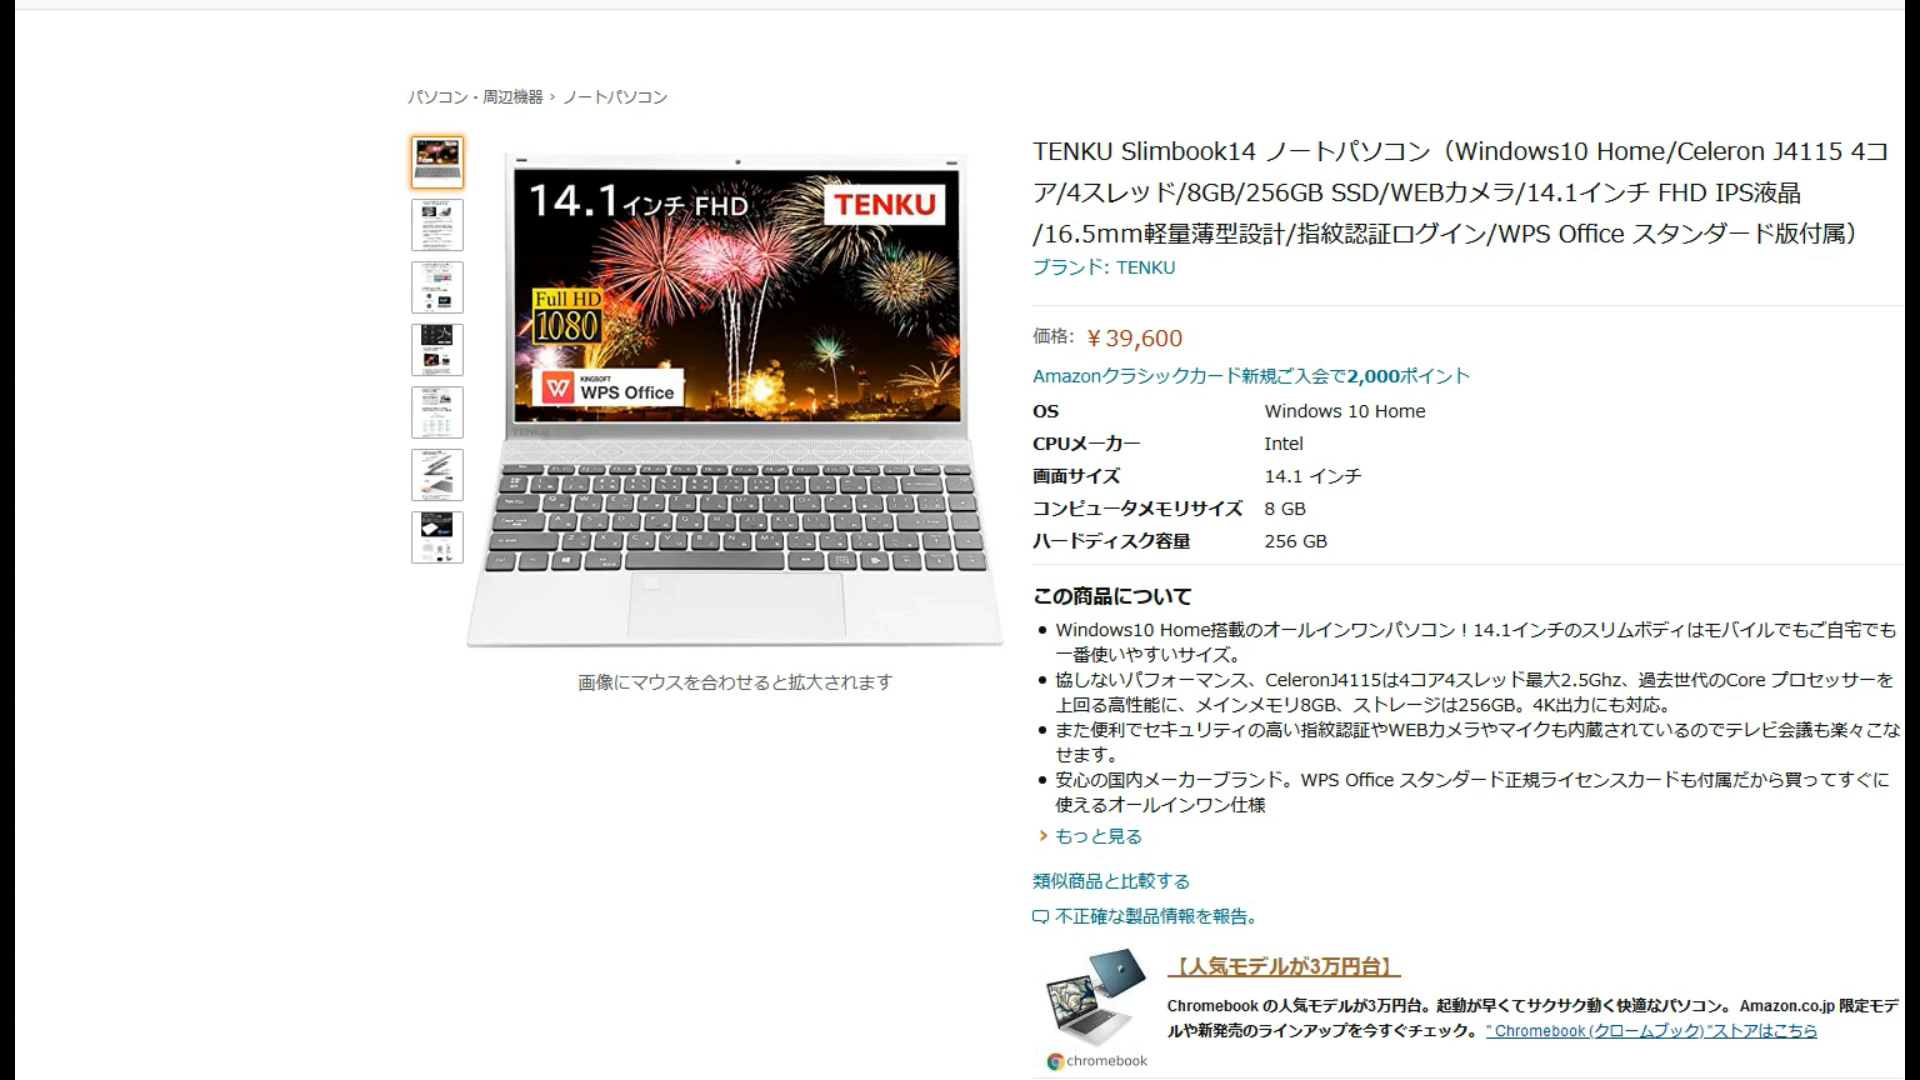 パソコン・周辺機器 › ノートパソコン
14.1インチ FHD
TENKU
Full HD
1080
KINGSOFT
WPS Office
TENKU
画像にマウスを合わせると拡大されます
TENKU Slimbook14 ノートパソコン（Windows10 Home/Celeron J4115 4コ
ア/4スレッド/8GB/256GB SSD/WEBカメラ/14.1インチ FHD IPS液晶
/16.5mm軽量薄型設計/指紋認証ログイン/WPS Office スタンダード版付属）
ブランド: TENKU
価格: ￥39,600
Amazonクラシックカード新規ご入会で2,000ポイント
OS Windows 10 Home
CPUメーカー Intel
画面サイズ 14.1 インチ
コンピュータメモリサイズ 8 GB
ハードディスク容量 256 GB
この商品について
● Windows10 Home搭載のオールインワンパソコン！14.1インチのスリムボディはモバイルでもご自宅でも
一番使いやすいサイズ。
● 協しないパフォーマンス、CeleronJ4115は4コア4スレッド最大2.5Ghz、過去世代のCore プロセッサーを
上回る高性能に、メインメモリ8GB、ストレージは256GB。4K出力にも対応。
● また便利でセキュリティの高い指紋認証やWEBカメラやマイクも内蔵されているのでテレビ会議も楽々こな
せます。
● 安心の国内メーカーブランド。WPS Office スタンダード正規ライセンスカードも付属だから買ってすぐに
使えるオールインワン仕様
› もっと見る
類似商品と比較する
不正確な製品情報を報告。
【人気モデルが3万円台】
Chromebook の人気モデルが3万円台。起動が早くてサクサク動く快適なパソコン。Amazon.co.jp 限定モデ
ルや新発売のラインアップを今すぐチェック。" Chromebook (クロームブック) "ストアはこちら
chromebook